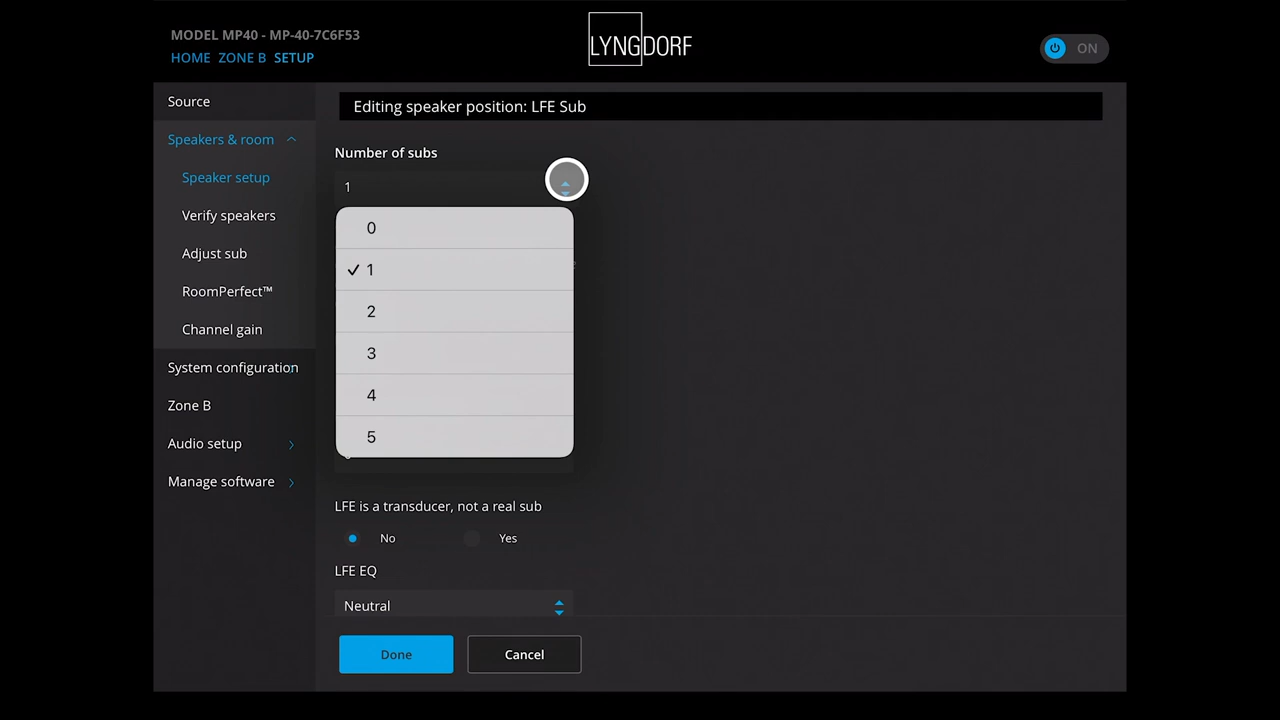 MODEL MP40 - MP-40-7C6F53
HOME ZONE B SETUP
LYNGDORF
ON
Source
Speakers & room
Speaker setup
Verify speakers
Adjust sub
RoomPerfect™
Channel gain
System configuration
Zone B
Audio setup
Manage software
Editing speaker position: LFE Sub
Number of subs
1
0
✓ 1
2
3
4
5
LFE is a transducer, not a real sub
No Yes
LFE EQ
Neutral
Done Cancel